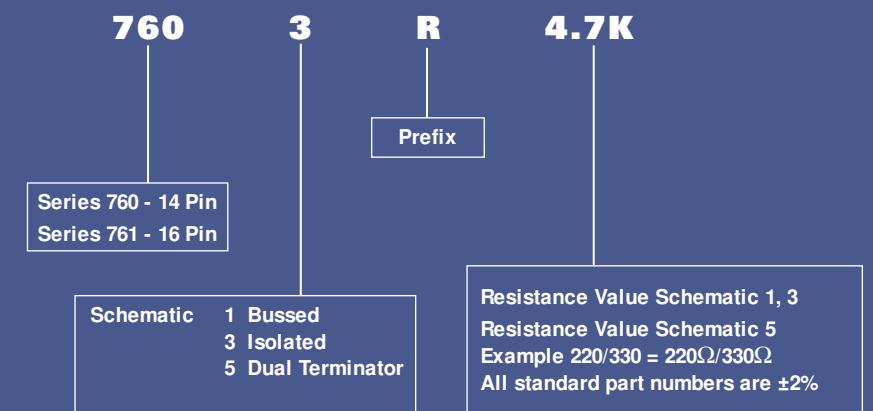 760 3 R 4.7K
Prefix
Series 760 - 14 Pin
Series 761 - 16 Pin
Schematic 1 Bussed
3 Isolated
5 Dual Terminator
Resistance Value Schematic 1, 3
Resistance Value Schematic 5
Example 220/330 = 220Ω/330Ω
All standard part numbers are ±2%